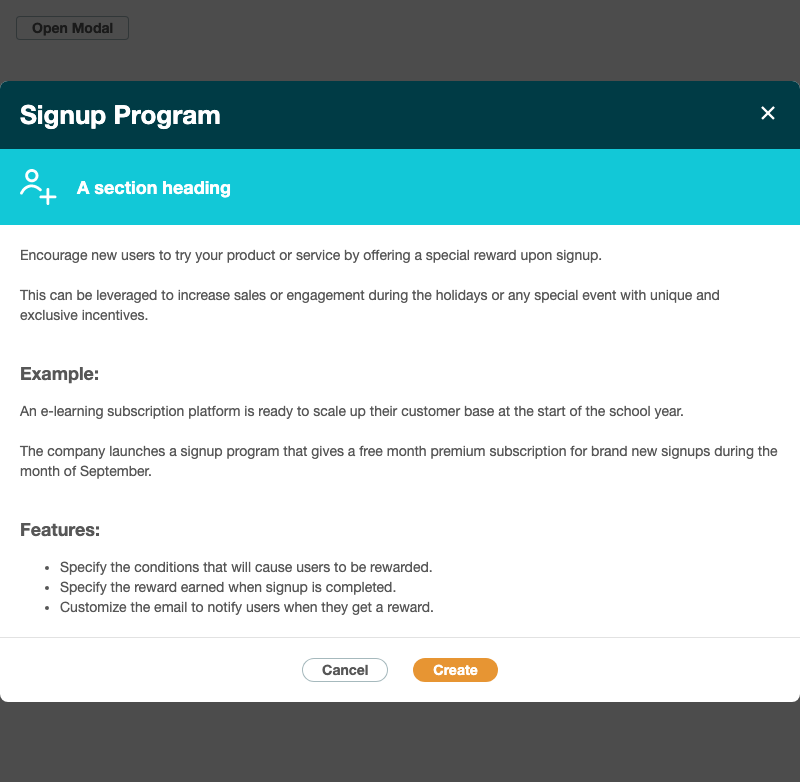 Open Modal
Signup Program
A section heading
Encourage new users to try your product or service by offering a special reward upon signup.
This can be leveraged to increase sales or engagement during the holidays or any special event with unique and
exclusive incentives.
Example:
An e-learning subscription platform is ready to scale up their customer base at the start of the school year.
The company launches a signup program that gives a free month premium subscription for brand new signups during the
month of September.
Features:
• Specify the conditions that will cause users to be rewarded.
• Specify the reward earned when signup is completed.
• Customize the email to notify users when they get a reward.
Cancel
Create